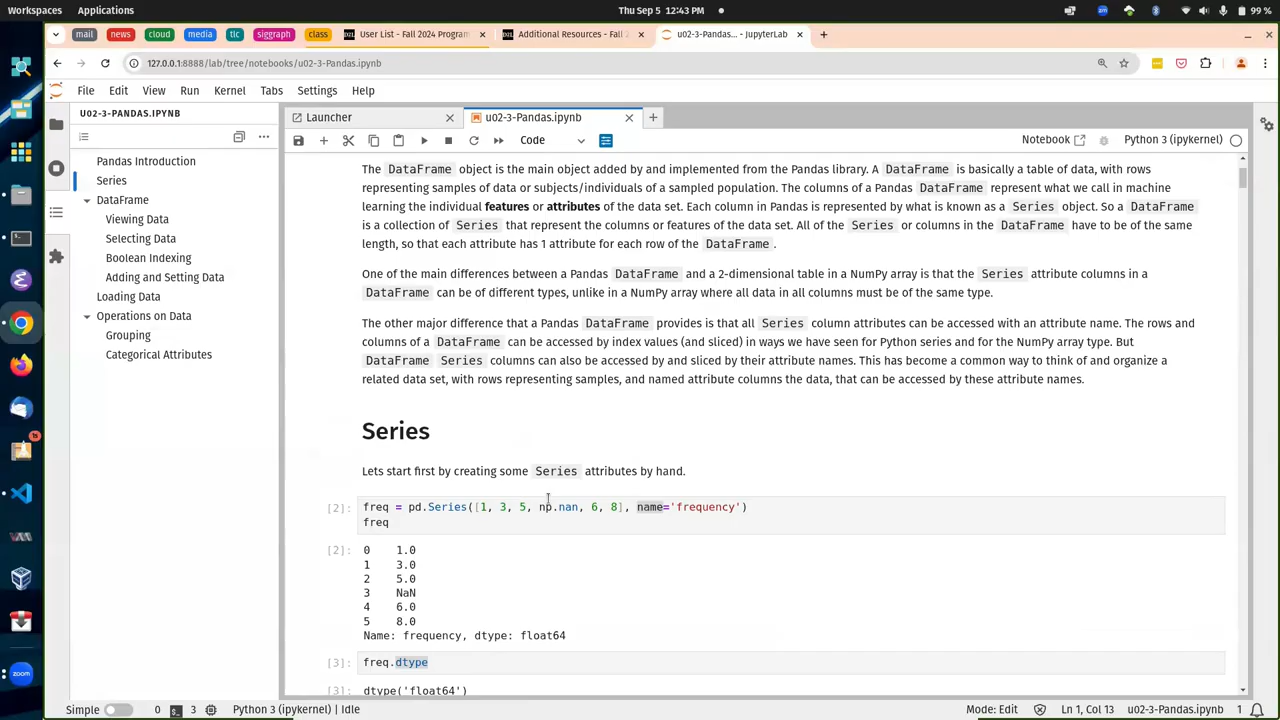 Workspaces Applications Thu Sep 5 12:43 PM 99 %
mail news cloud media tlc siggraph class User List - Fall 2024 Program Additional Resources - Fall 2 u02-3-Pandas... - JupyterLab
127.0.0.1:8888/lab/tree/notebooks/u02-3-Pandas.ipynb
File Edit View Run Kernel Tabs Settings Help
U02-3-PANDAS.IPYNB
Launcher u02-3-Pandas.ipynb
Code Notebook Python 3 (ipykernel)
Pandas Introduction
Series
DataFrame
Viewing Data
Selecting Data
Boolean Indexing
Adding and Setting Data
Loading Data
Operations on Data
Grouping
Categorical Attributes
The DataFrame object is the main object added by and implemented from the Pandas library. A DataFrame is basically a table of data, with rows
representing samples of data or subjects/individuals of a sampled population. The columns of a Pandas DataFrame represent what we call in machine
learning the individual features or attributes of the data set. Each column in Pandas is represented by what is known as a Series object. So a DataFrame
is a collection of Series that represent the columns or features of the data set. All of the Series or columns in the DataFrame have to be of the same
length, so that each attribute has 1 attribute for each row of the DataFrame.
One of the main differences between a Pandas DataFrame and a 2-dimensional table in a NumPy array is that the Series attribute columns in a
DataFrame can be of different types, unlike in a NumPy array where all data in all columns must be of the same type.
The other major difference that a Pandas DataFrame provides is that all Series column attributes can be accessed with an attribute name. The rows and
columns of a DataFrame can be accessed by index values (and sliced) in ways we have seen for Python series and for the NumPy array type. But
DataFrame Series columns can also be accessed by and sliced by their attribute names. This has become a common way to think of and organize a
related data set, with rows representing samples, and named attribute columns the data, that can be accessed by these attribute names.
Series
Lets start first by creating some Series attributes by hand.
[2]: freq = pd.Series([1, 3, 5, np.nan, 6, 8], name='frequency')
freq
[2]: 0 1.0
1 3.0
2 5.0
3 NaN
4 6.0
5 8.0
Name: frequency, dtype: float64
[3]: freq.dtype
[3]: dtype('float64')
15
zoom
Simple 0 3 Python 3 (ipykernel) | Idle Mode: Edit Ln 1, Col 13 u02-3-Pandas.ipynb 1